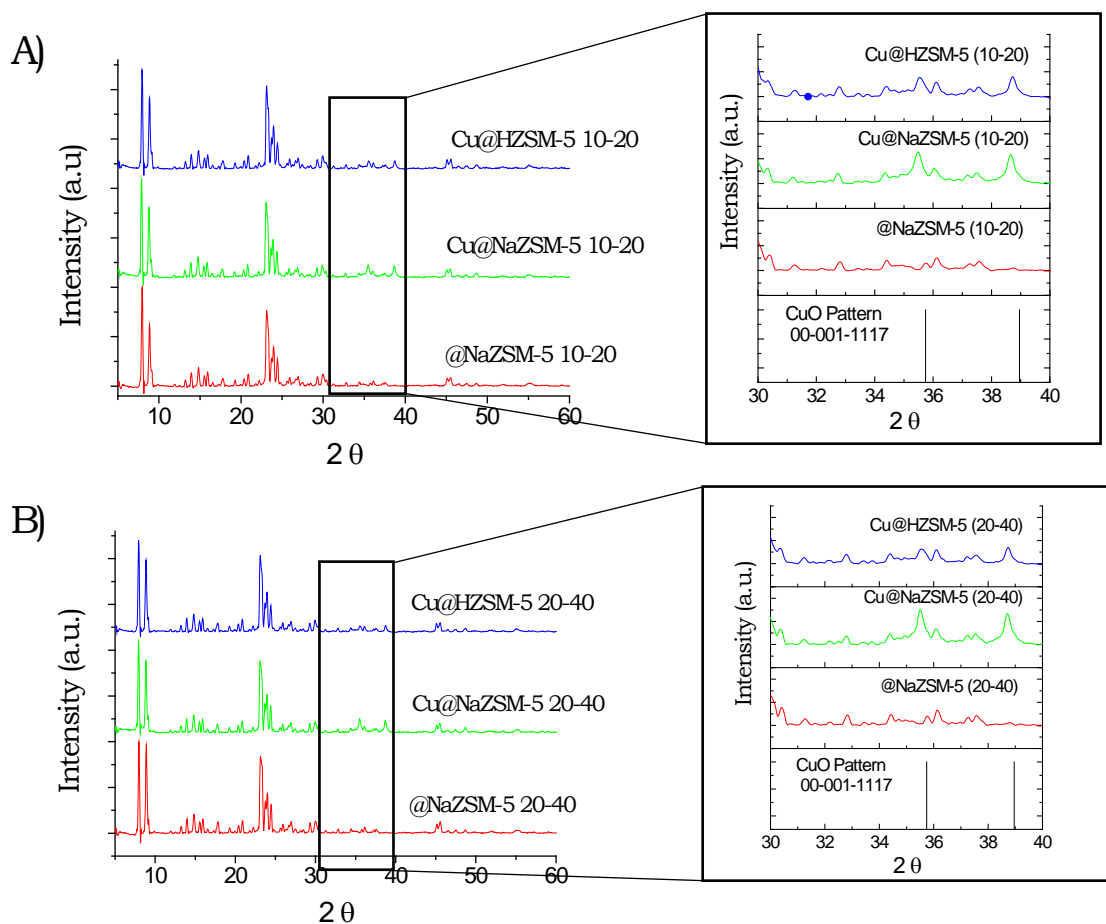 A)
Intensity (a.u)
Cu@HZSM-5 10-20
Cu@NaZSM-5 10-20
@NaZSM-5 10-20
10 20 30 40 50 60
2 θ
Intensity (a.u.)
Cu@HZSM-5 (10-20)
Cu@NaZSM-5 (10-20)
@NaZSM-5 (10-20)
CuO Pattern
00-001-1117
30 32 34 36 38 40
2 θ
B)
Intensity (a.u.)
Cu@HZSM-5 20-40
Cu@NaZSM-5 20-40
@NaZSM-5 20-40
10 20 30 40 50 60
2 θ
Intensity (a.u.)
Cu@HZSM-5 (20-40)
Cu@NaZSM-5 (20-40)
@NaZSM-5 (20-40)
CuO Pattern
00-001-1117
30 32 34 36 38 40
2 θ